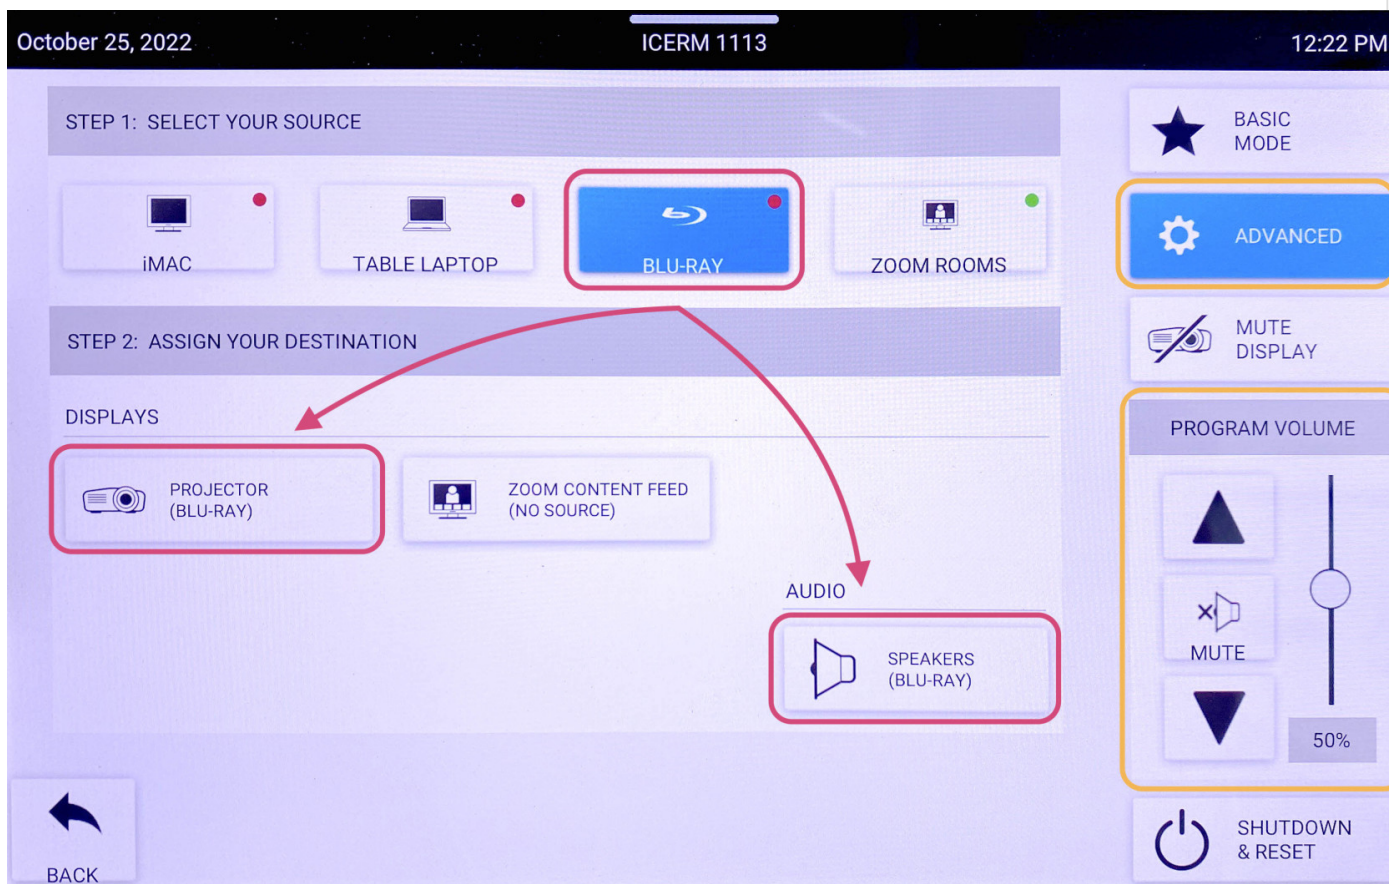 October 25, 2022
ICERM 1113
12:22 PM
STEP 1: SELECT YOUR SOURCE
iMAC
TABLE LAPTOP
BLU-RAY
ZOOM ROOMS
STEP 2: ASSIGN YOUR DESTINATION
DISPLAYS
PROJECTOR
(BLU-RAY)
ZOOM CONTENT FEED
(NO SOURCE)
AUDIO
SPEAKERS
(BLU-RAY)
BACK
BASIC
MODE
ADVANCED
MUTE
DISPLAY
PROGRAM VOLUME
MUTE
50%
SHUTDOWN
& RESET